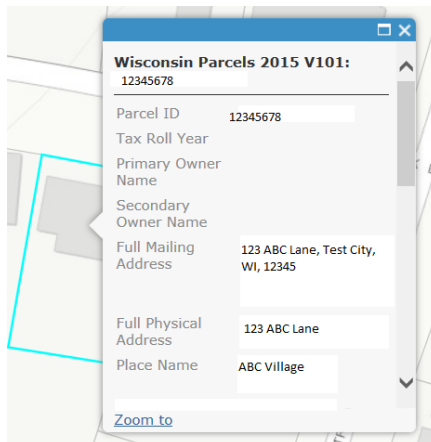 Wisconsin Parcels 2015 V101:
12345678
Parcel ID 12345678
Tax Roll Year
Primary Owner
Name
Secondary
Owner Name
Full Mailing 123 ABC Lane, Test City,
Address WI, 12345
Full Physical 123 ABC Lane
Address
Place Name ABC Village
Zoom to